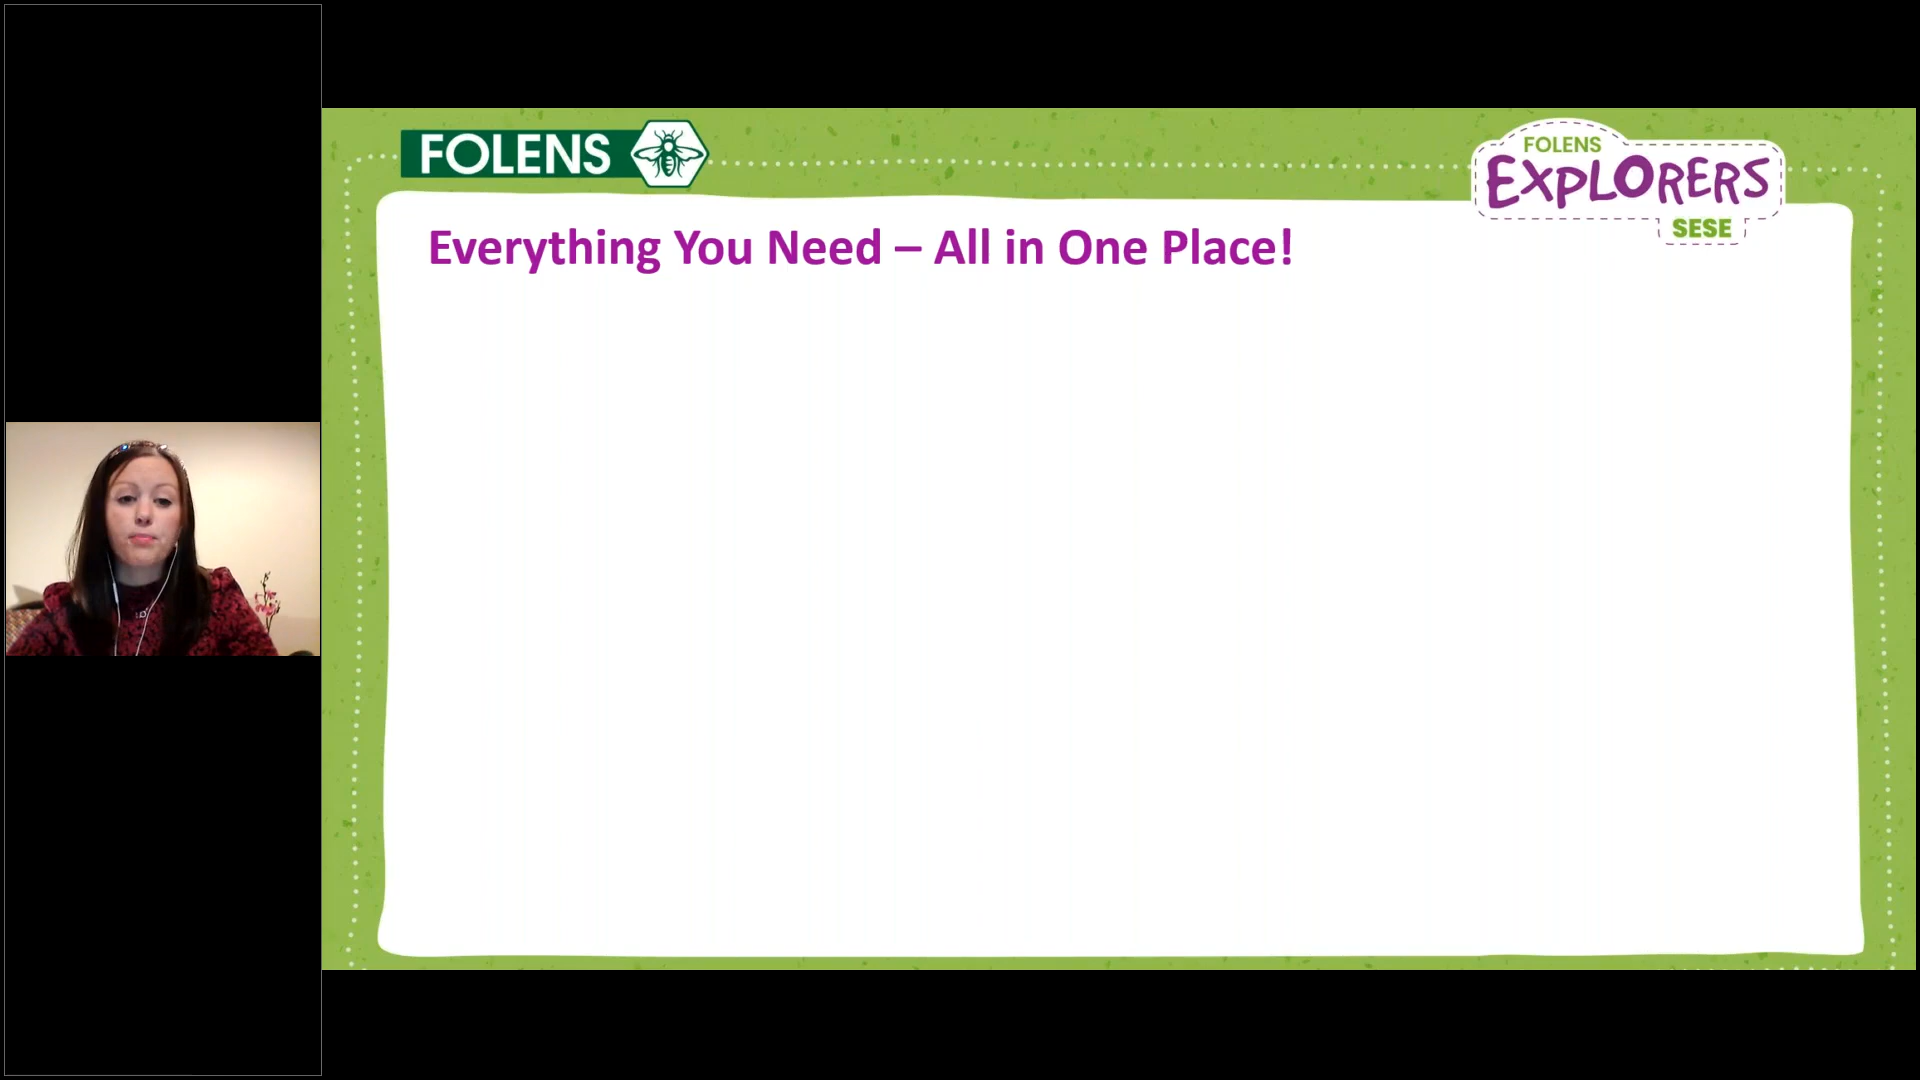 FOLENS
FOLENS
EXPLORERS
SESE
Everything You Need – All in One Place!